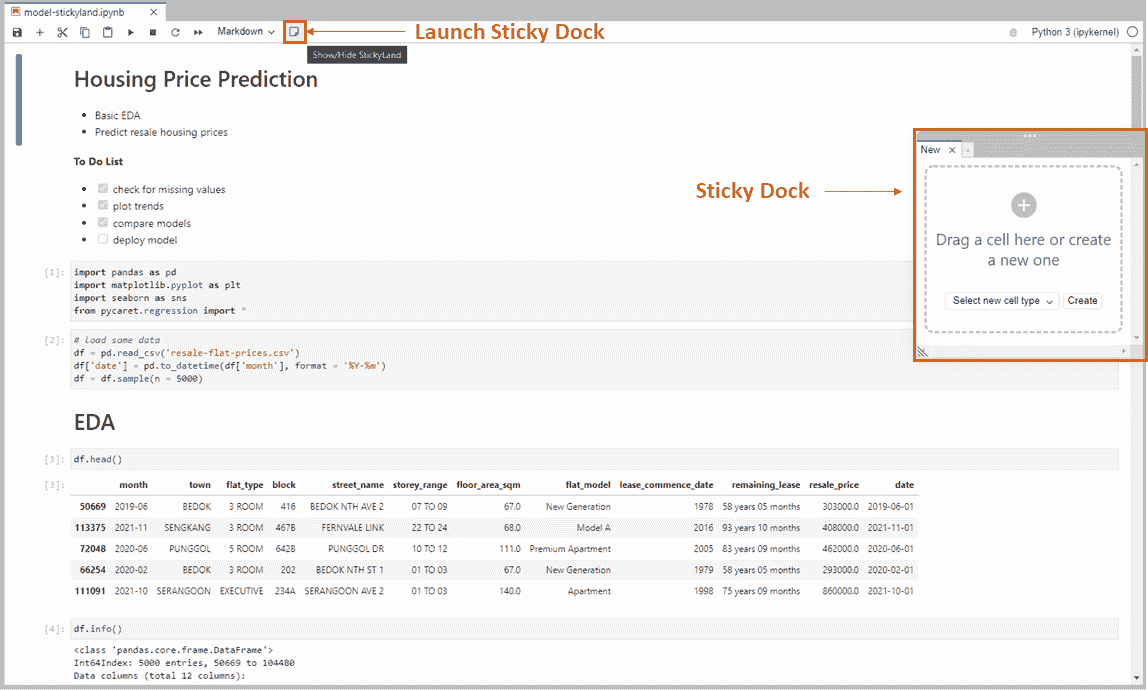 model-stickyland.ipynb
Markdown
Launch Sticky Dock
Python 3 (ipykernel)
Show/Hide StickyLand
Housing Price Prediction
Basic EDA
Predict resale housing prices
To Do List
check for missing values
plot trends
compare models
deploy model
New
Sticky Dock
Drag a cell here or create
a new one
Select new cell type
Create
[1]:
import pandas as pd
import matplotlib.pyplot as plt
import seaborn as sns
from pycaret.regression import *
[2]:
# load some data
df = pd.read_csv('resale-flat-prices.csv')
df['date'] = pd.to_datetime(df['month'], format = '%Y-%m')
df = df.sample(n = 5000)
EDA
[3]: df.head()
[3]: month town flat_type block street_name storey_range floor_area_sqm flat_model lease_commence_date remaining_lease resale_price date
50669 2019-06 BEDOK 3 ROOM 416 BEDOK NTH AVE 2 07 TO 09 67.0 New Generation 1978 58 years 05 months 303000.0 2019-06-01
113375 2021-11 SENGKANG 3 ROOM 467B FERNVALE LINK 22 TO 24 68.0 Model A 2016 93 years 10 months 408000.0 2021-11-01
72048 2020-06 PUNGGOL 5 ROOM 642B PUNGGOL DR 10 TO 12 111.0 Premium Apartment 2005 83 years 09 months 462000.0 2020-06-01
66254 2020-02 BEDOK 3 ROOM 202 BEDOK NTH ST 1 01 TO 03 67.0 New Generation 1979 58 years 05 months 293000.0 2020-02-01
111091 2021-10 SERANGOON EXECUTIVE 234A SERANGOON AVE 2 01 TO 03 140.0 Apartment 1998 75 years 09 months 860000.0 2021-10-01
[4]: df.info()
<class 'pandas.core.frame.DataFrame'>
Int64Index: 5000 entries, 50669 to 104480
Data columns (total 12 columns):